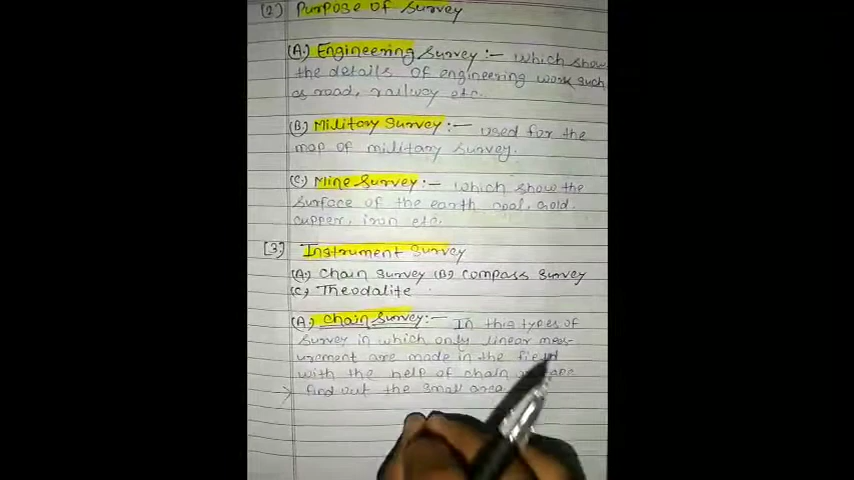 (2) Purpose of Survey
(A.) Engineering Survey :- which show
the details of engineering work such
as road, railway etc.
(B) Military Survey :- used for the
map of military survey.
(C.) Mine Survey :- which show the
surface of the earth coal, Gold.
cupper, iron etc.
[3] Instrument Survey
(A) Chain Survey (B) Compass Survey
(C) Theodalite
(A) Chain Survey :- In this types of
Survey in which only linear meas-
urement are made in the field
with the help of chain
find out the small area